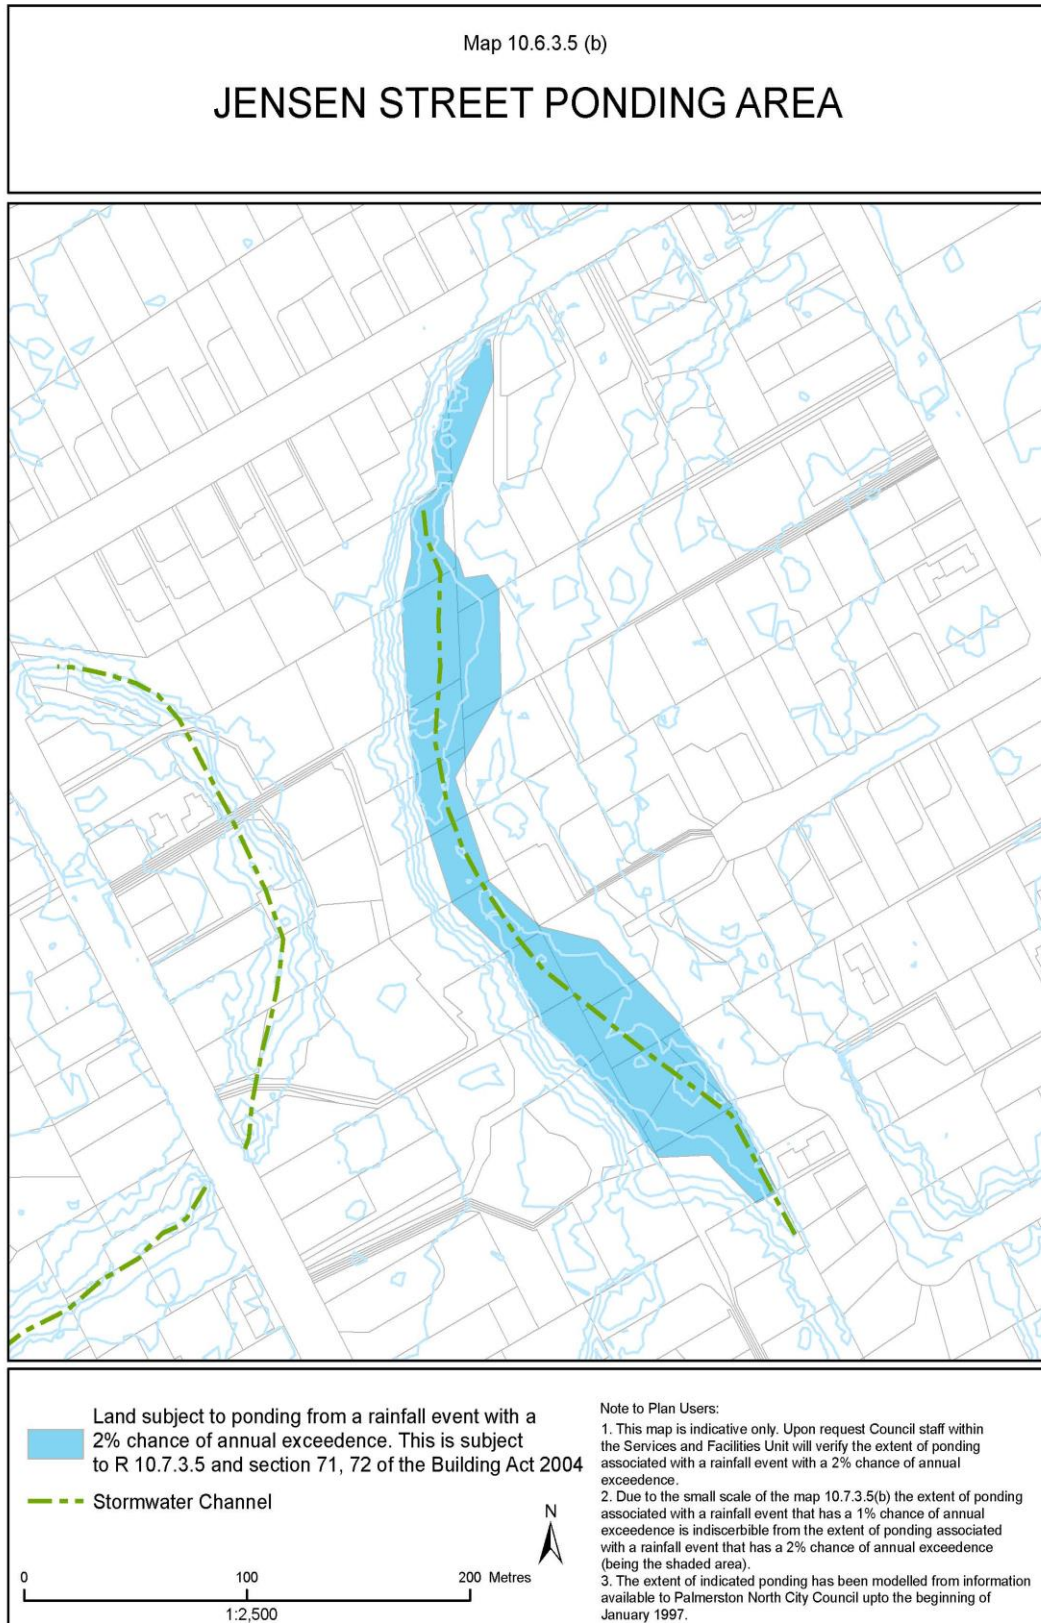 Map 10.6.3.5 (b)
JENSEN STREET PONDING AREA
Land subject to ponding from a rainfall event with a
2% chance of annual exceedence. This is subject
to R 10.7.3.5 and section 71, 72 of the Building Act 2004
Stormwater Channel
N
0 100 200 Metres
1:2,500
Note to Plan Users:
1. This map is indicative only. Upon request Council staff within
the Services and Facilities Unit will verify the extent of ponding
associated with a rainfall event with a 2% chance of annual
exceedence.
2. Due to the small scale of the map 10.7.3.5(b) the extent of ponding
associated with a rainfall event that has a 1% chance of annual
exceedence is indiscerbible from the extent of ponding associated
with a rainfall event that has a 2% chance of annual exceedence
(being the shaded area).
3. The extent of indicated ponding has been modelled from information
available to Palmerston North City Council upto the beginning of
January 1997.